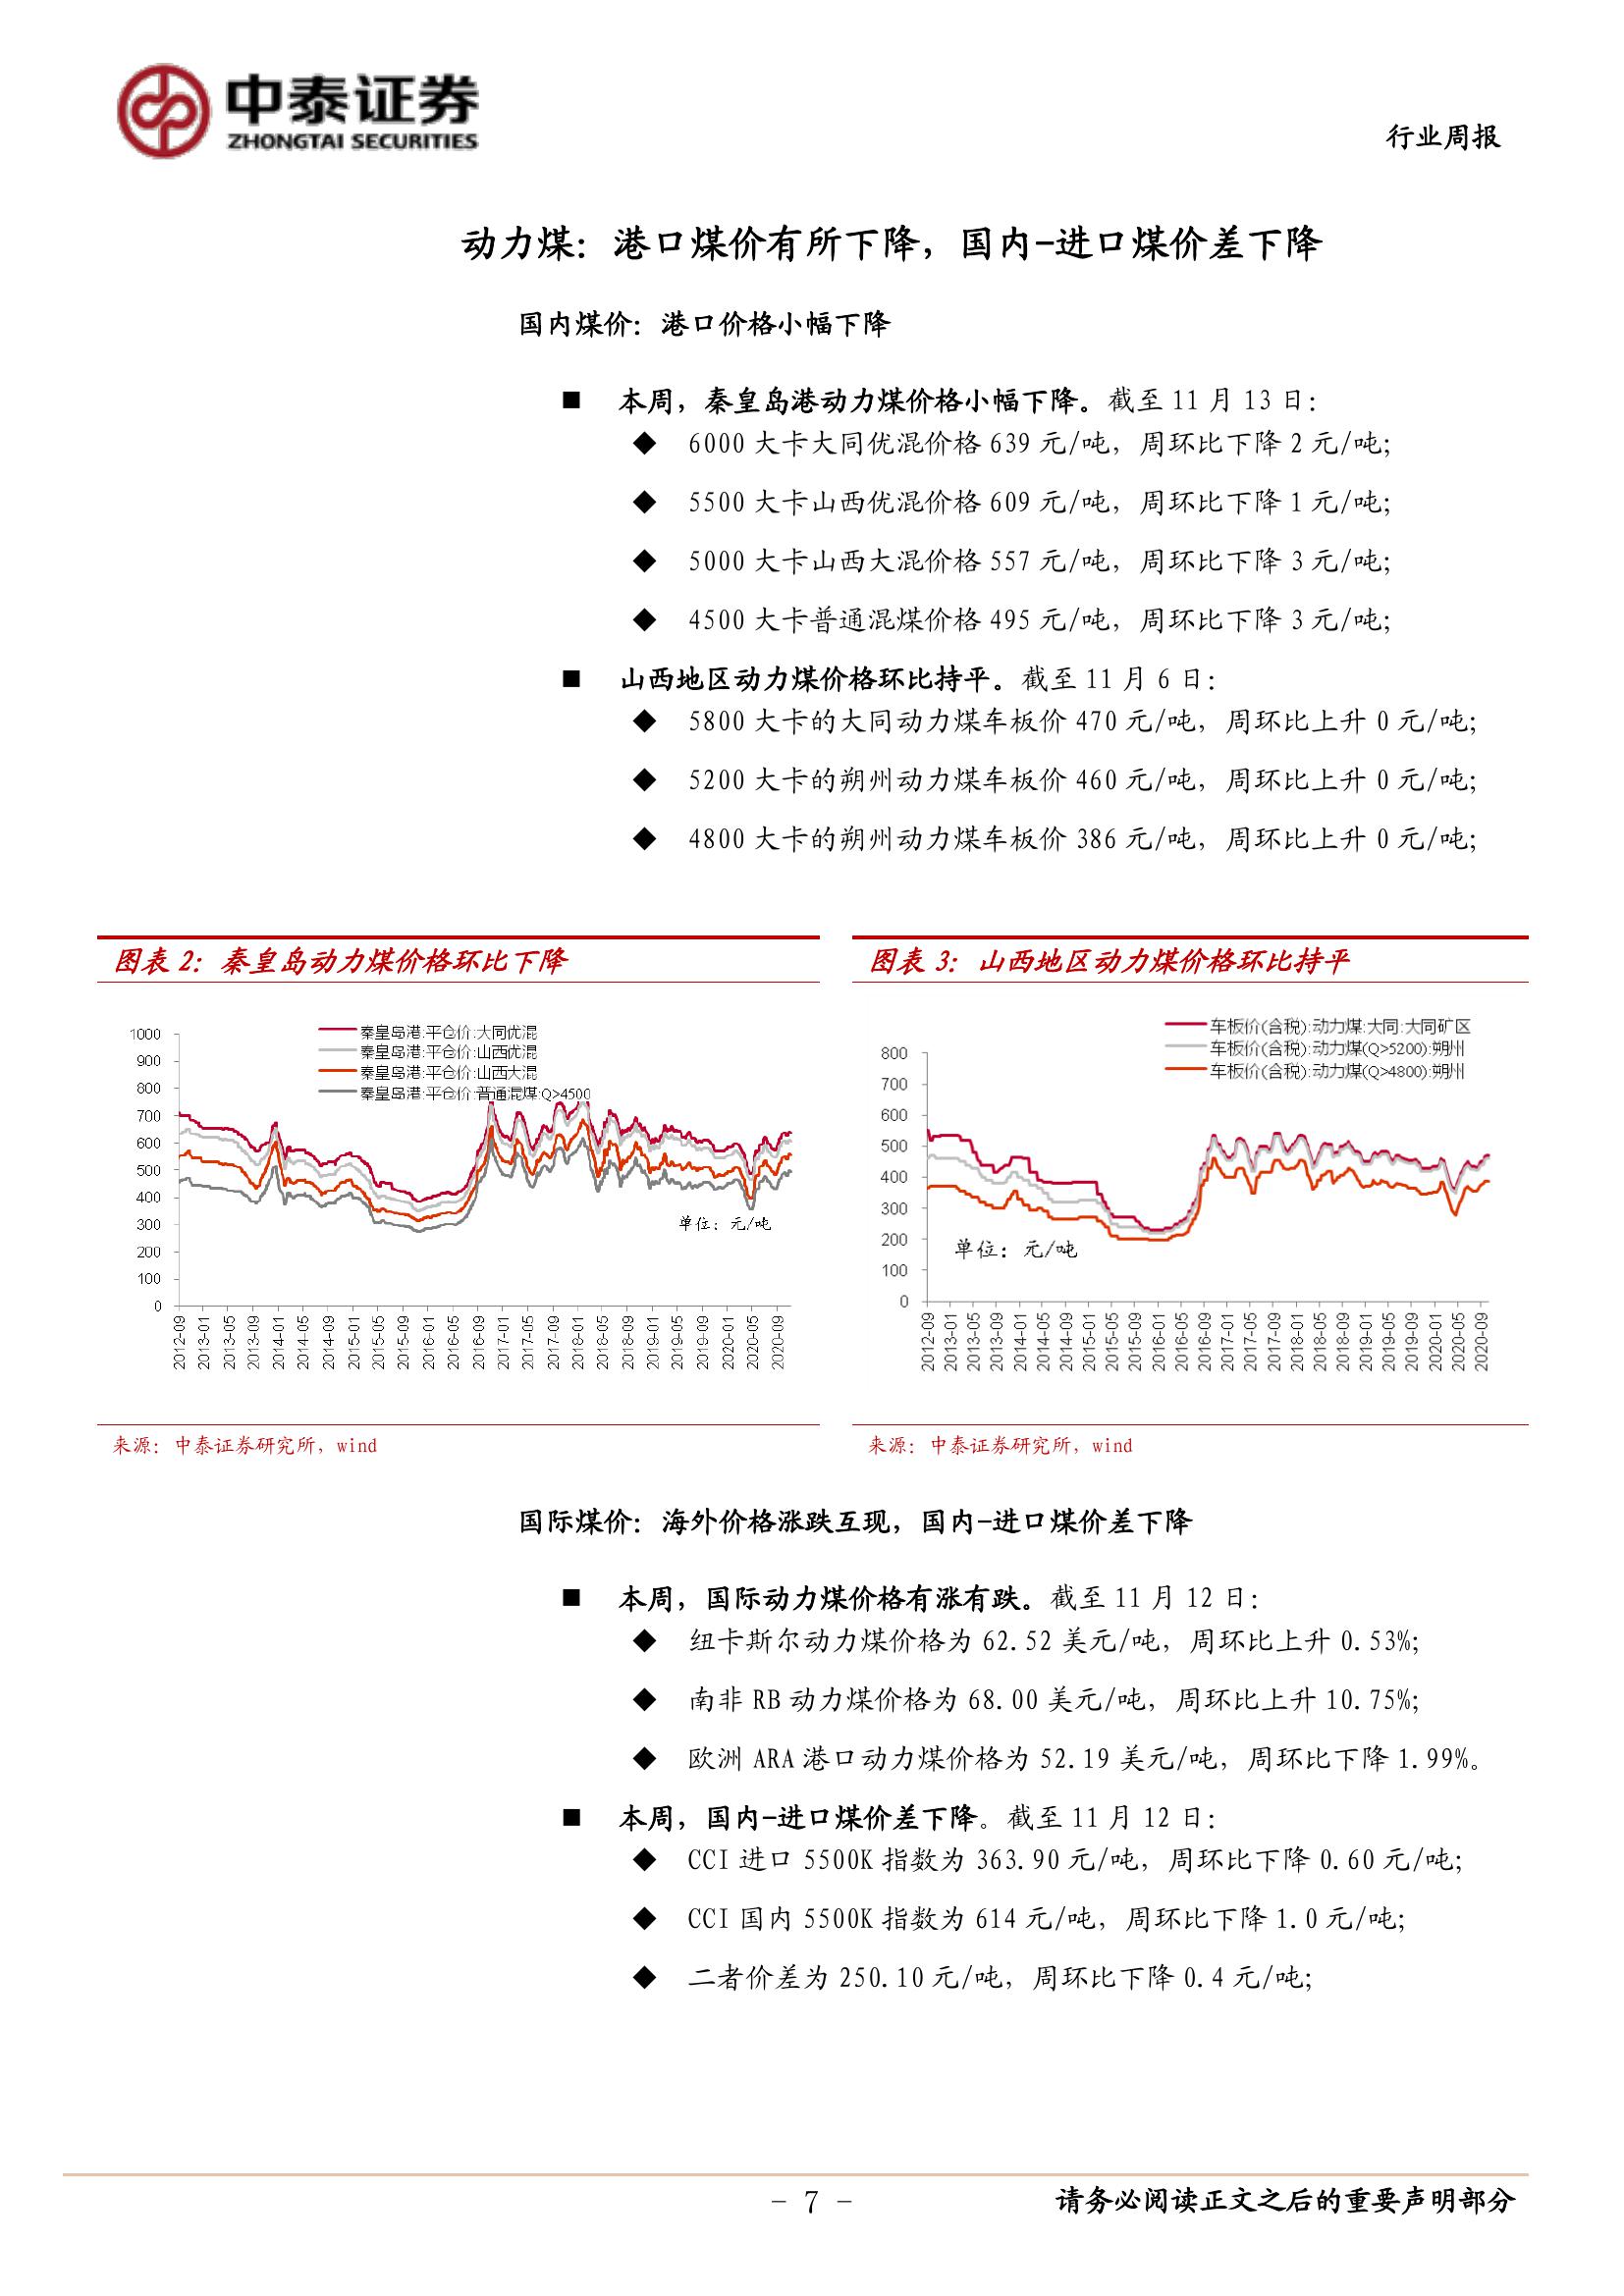 中泰证券
ZHONGTAI SECURITIES
行业周报
动力煤：港口煤价有所下降，国内-进口煤价差下降
国内煤价：港口价格小幅下降
■ 本周，秦皇岛港动力煤价格小幅下降。截至 11 月 13 日：
◆ 6000 大卡大同优混价格 639 元/吨，周环比下降 2 元/吨；
◆ 5500 大卡山西优混价格 609 元/吨，周环比下降 1 元/吨；
◆ 5000 大卡山西大混价格 557 元/吨，周环比下降 3 元/吨；
◆ 4500 大卡普通混煤价格 495 元/吨，周环比下降 3 元/吨；
■ 山西地区动力煤价格环比持平。截至 11 月 6 日：
◆ 5800 大卡的大同动力煤车板价 470 元/吨，周环比上升 0 元/吨；
◆ 5200 大卡的朔州动力煤车板价 460 元/吨，周环比上升 0 元/吨；
◆ 4800 大卡的朔州动力煤车板价 386 元/吨，周环比上升 0 元/吨；
图表 2：秦皇岛动力煤价格环比下降
秦皇岛港:平仓价:大同优混
秦皇岛港:平仓价:山西优混
秦皇岛港:平仓价:山西大混
秦皇岛港:平仓价:普通混煤:Q>4500
1000
900
800
700
600
500
400
300
200
100
0
单位：元/吨
2012-09 2013-01 2013-05 2013-09 2014-01 2014-05 2014-09 2015-01 2015-05 2015-09 2016-01 2016-05 2016-09 2017-01 2017-05 2017-09 2018-01 2018-05 2018-09 2019-01 2019-05 2019-09 2020-01 2020-05 2020-09
来源：中泰证券研究所，wind
图表 3：山西地区动力煤价格环比持平
车板价(含税):动力煤:大同:大同矿区
车板价(含税):动力煤(Q>5200):朔州
车板价(含税):动力煤(Q>4800):朔州
800
700
600
500
400
300
200
100
0
单位：元/吨
2012-09 2013-01 2013-05 2013-09 2014-01 2014-05 2014-09 2015-01 2015-05 2015-09 2016-01 2016-05 2016-09 2017-01 2017-05 2017-09 2018-01 2018-05 2018-09 2019-01 2019-05 2019-09 2020-01 2020-05 2020-09
来源：中泰证券研究所，wind
国际煤价：海外价格涨跌互现，国内-进口煤价差下降
■ 本周，国际动力煤价格有涨有跌。截至 11 月 12 日：
◆ 纽卡斯尔动力煤价格为 62.52 美元/吨，周环比上升 0.53%；
◆ 南非 RB 动力煤价格为 68.00 美元/吨，周环比上升 10.75%；
◆ 欧洲 ARA 港口动力煤价格为 52.19 美元/吨，周环比下降 1.99%。
■ 本周，国内-进口煤价差下降。截至 11 月 12 日：
◆ CCI 进口 5500K 指数为 363.90 元/吨，周环比下降 0.60 元/吨；
◆ CCI 国内 5500K 指数为 614 元/吨，周环比下降 1.0 元/吨；
◆ 二者价差为 250.10 元/吨，周环比下降 0.4 元/吨；
- 7 -
请务必阅读正文之后的重要声明部分